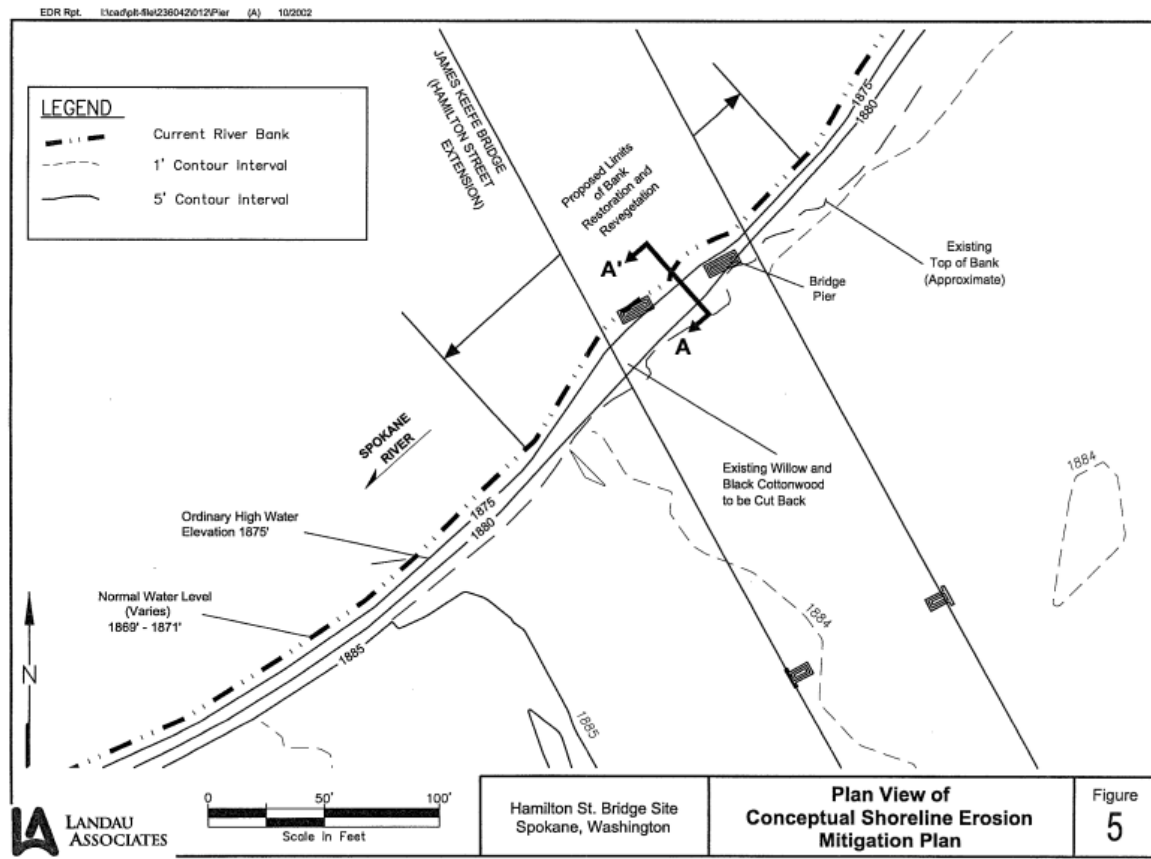 EDR Rpt. I:\cad\plt-file\236042\012\Pier (A) 10/2002
LEGEND
Current River Bank
1' Contour Interval
5' Contour Interval
JAMES KEEFE BRIDGE
(HAMILTON STREET
EXTENSION)
Proposed Limits
of Bank
Restoration and
Revegetation
1875
1880
A'
A
Existing
Top of Bank
(Approximate)
Bridge
Pier
SPOKANE
RIVER
Existing Willow and
Black Cottonwood
to be Cut Back
1884
Ordinary High Water
Elevation 1875'
1875
1880
Normal Water Level
(Varies)
1869' - 1871'
1884
1885
1885
N
0 50' 100'
Scale In Feet
LA
LANDAU
ASSOCIATES
Hamilton St. Bridge Site
Spokane, Washington
Plan View of
Conceptual Shoreline Erosion
Mitigation Plan
Figure
5